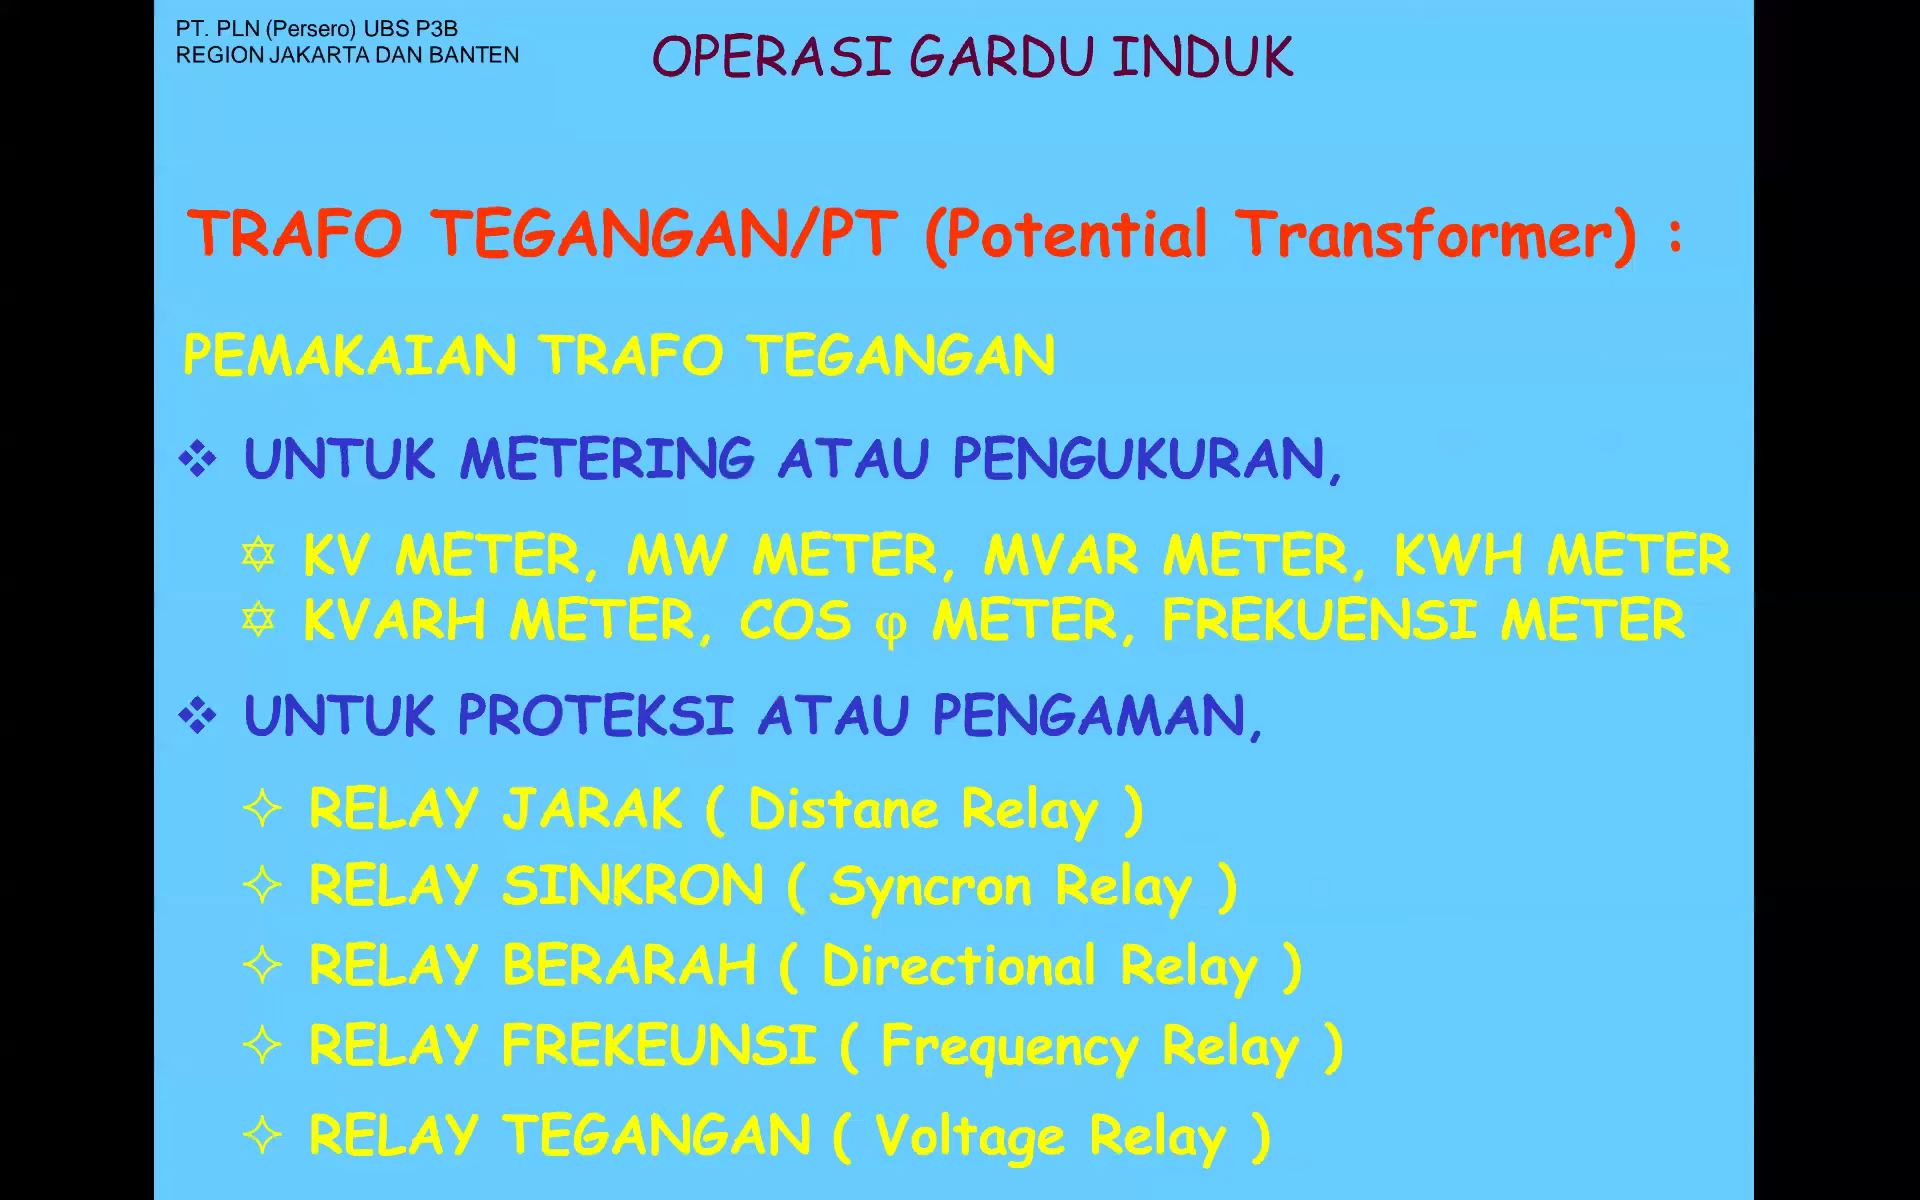 PT. PLN (Persero) UBS P3B
REGION JAKARTA DAN BANTEN
OPERASI GARDU INDUK
TRAFO TEGANGAN/PT (Potential Transformer) :
PEMAKAIAN TRAFO TEGANGAN
❖ UNTUK METERING ATAU PENGUKURAN,
✡ KV METER, MW METER, MVAR METER, KWH METER
✡ KVARH METER, COS φ METER, FREKUENSI METER
❖ UNTUK PROTEKSI ATAU PENGAMAN,
✧ RELAY JARAK ( Distane Relay )
✧ RELAY SINKRON ( Syncron Relay )
✧ RELAY BERARAH ( Directional Relay )
✧ RELAY FREKEUNSI ( Frequency Relay )
✧ RELAY TEGANGAN ( Voltage Relay )